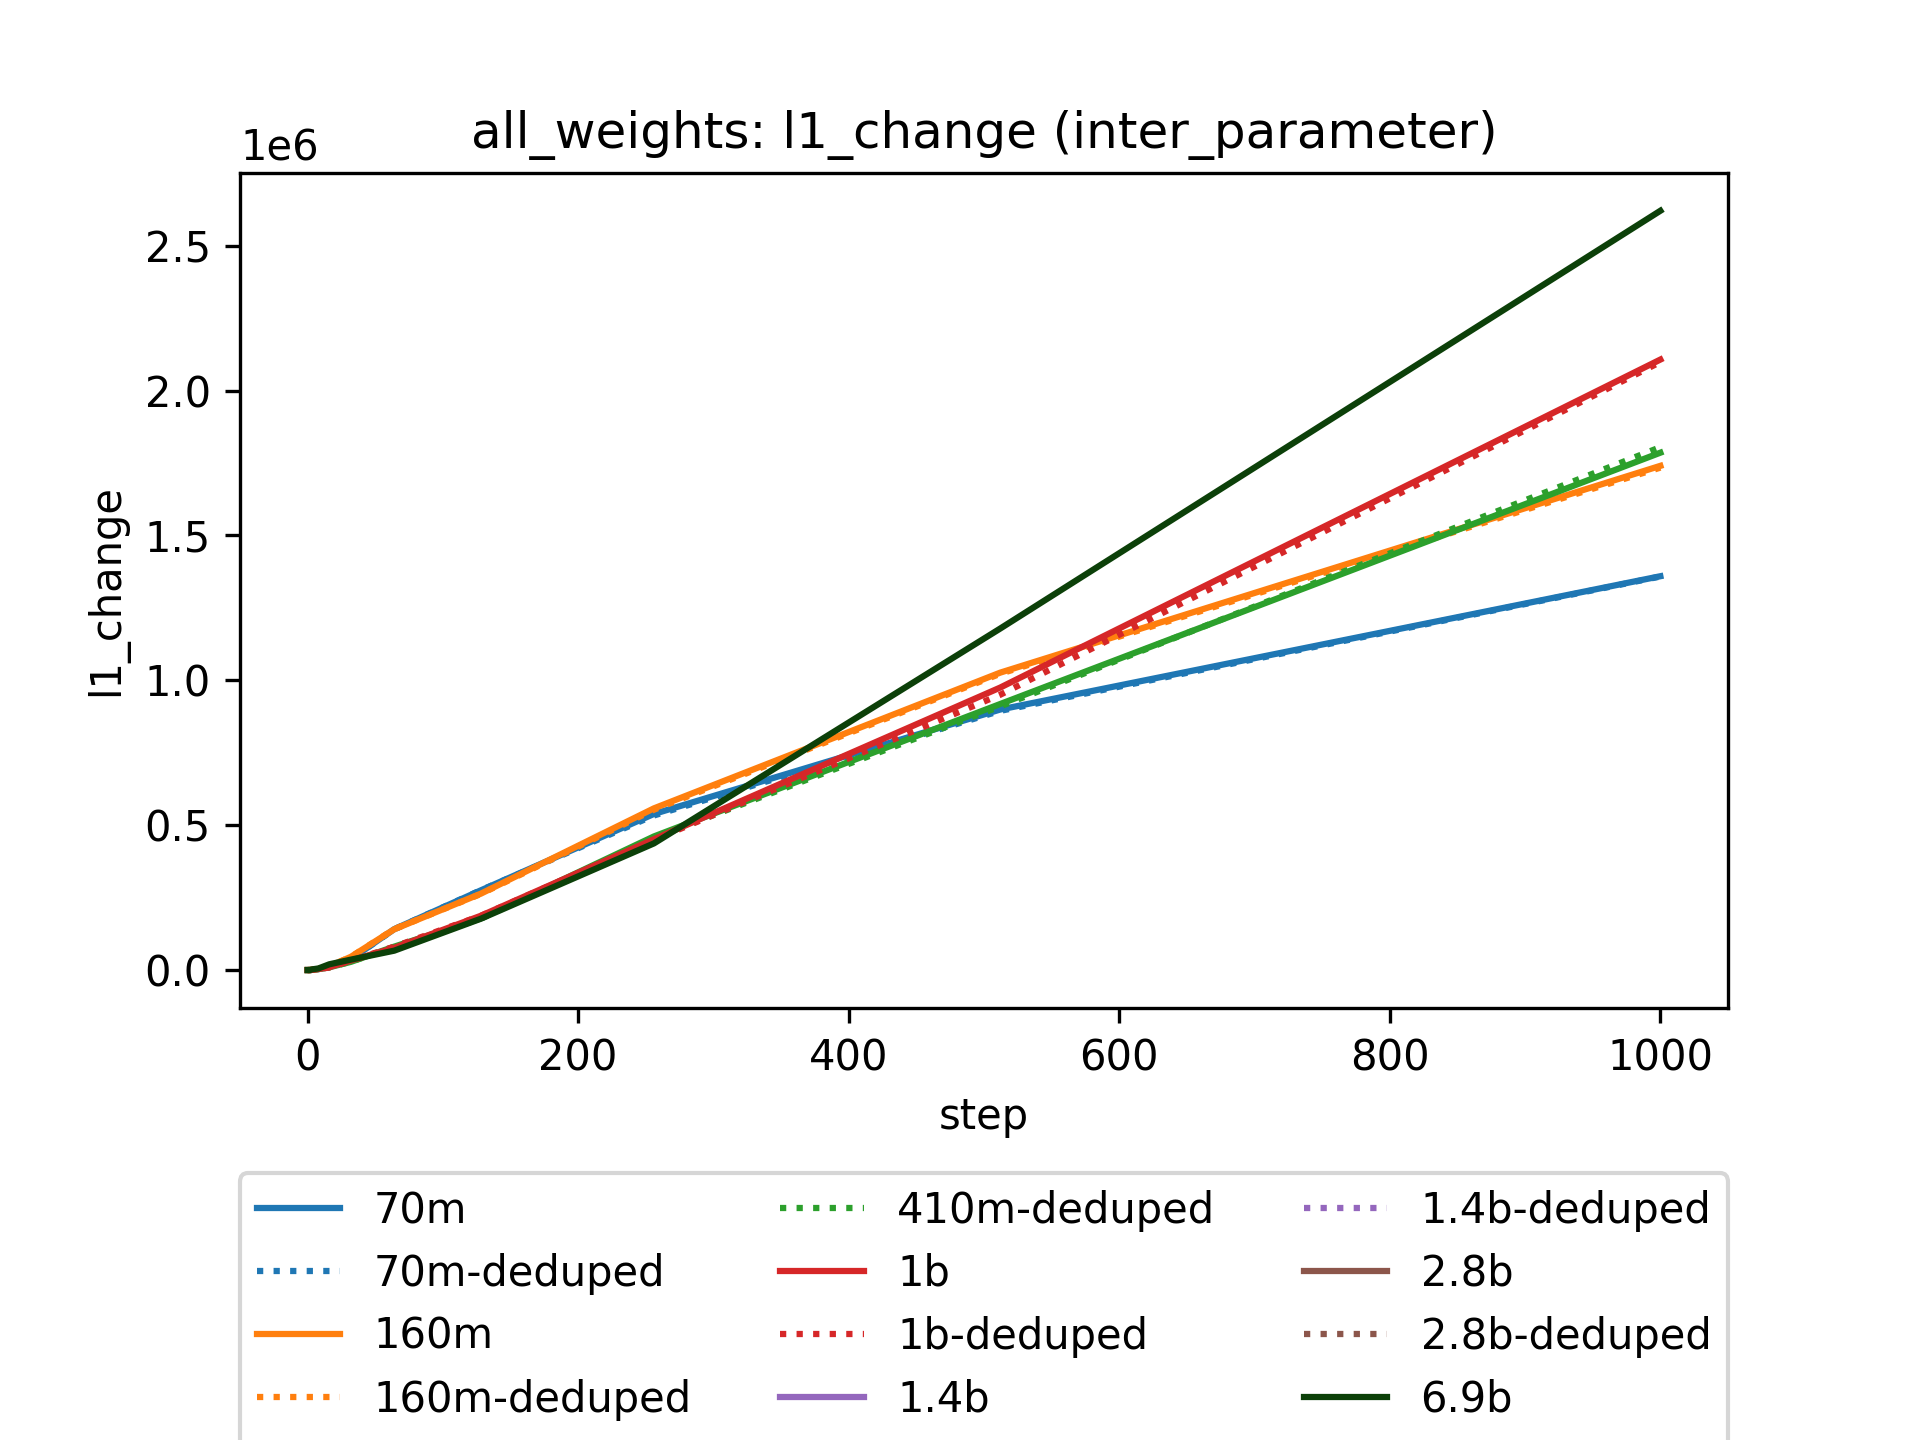 all_weights: l1_change (inter_parameter)
1e6
2.5
2.0
1.5
1.0
0.5
0.0
l1_change
0 200 400 600 800 1000
step
70m 410m-deduped 1.4b-deduped
70m-deduped 1b 2.8b
160m 1b-deduped 2.8b-deduped
160m-deduped 1.4b 6.9b